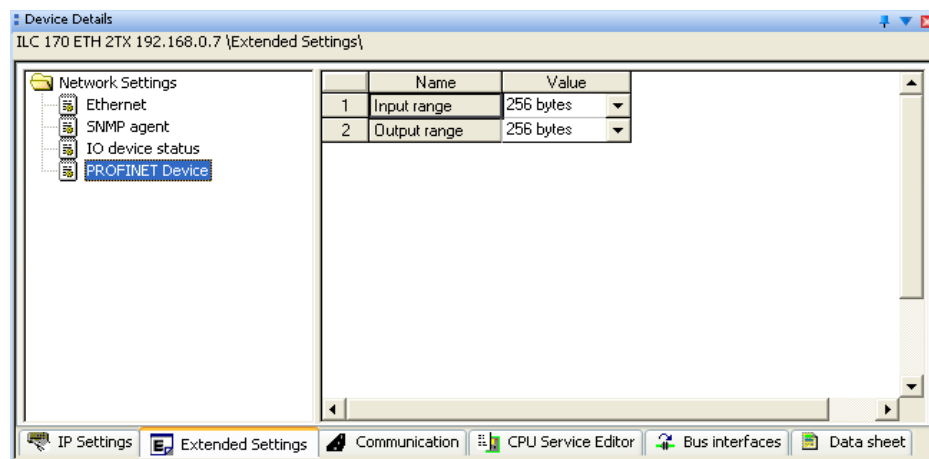 Device Details
ILC 170 ETH 2TX 192.168.0.7 \Extended Settings\
Network Settings
Ethernet
SNMP agent
IO device status
PROFINET Device
Name Value
1 Input range 256 bytes
2 Output range 256 bytes
IP Settings Extended Settings Communication CPU Service Editor Bus interfaces Data sheet